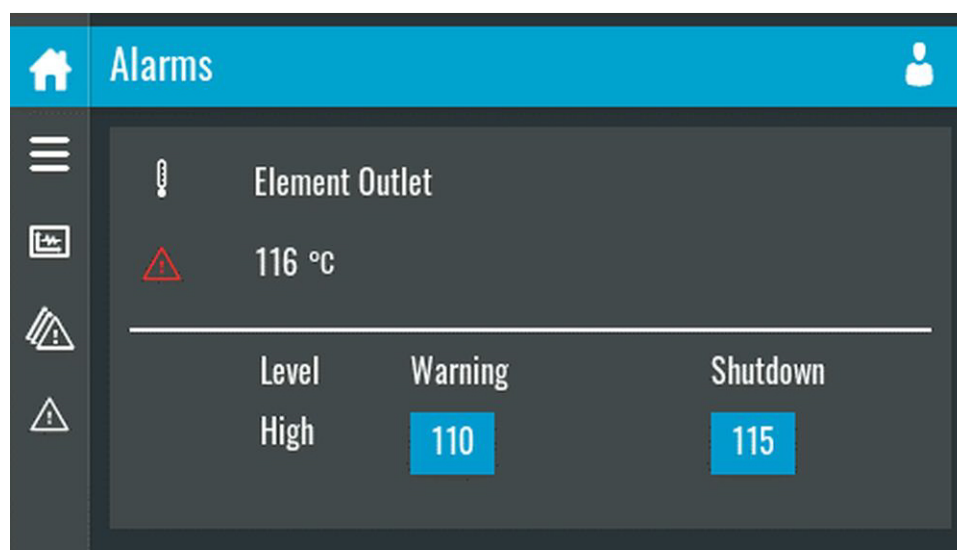 Alarms
Element Outlet
116 °C
Level Warning Shutdown
High 110 115